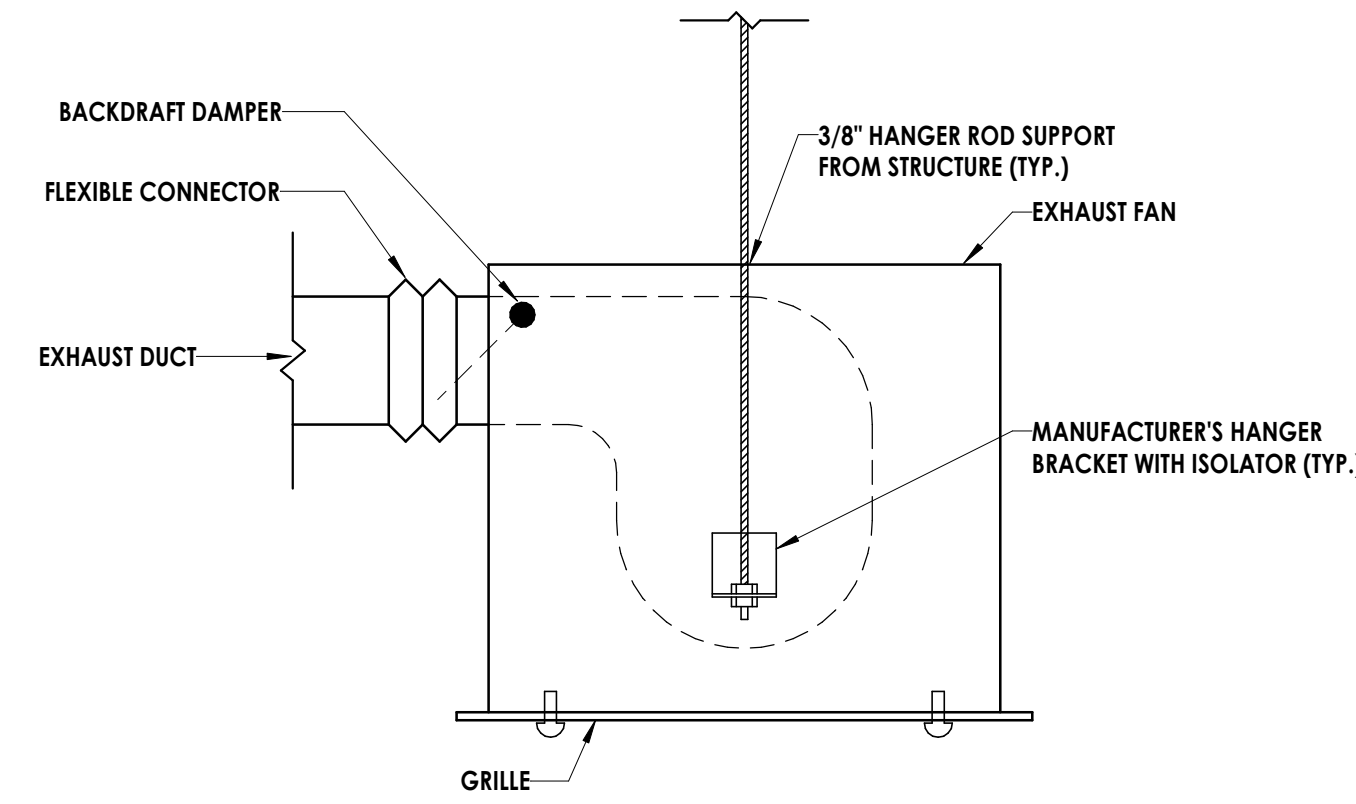 BACKDRAFT DAMPER
FLEXIBLE CONNECTOR
EXHAUST DUCT
3/8" HANGER ROD SUPPORT
FROM STRUCTURE (TYP.)
EXHAUST FAN
MANUFACTURER'S HANGER
BRACKET WITH ISOLATOR (TYP.)
GRILLE